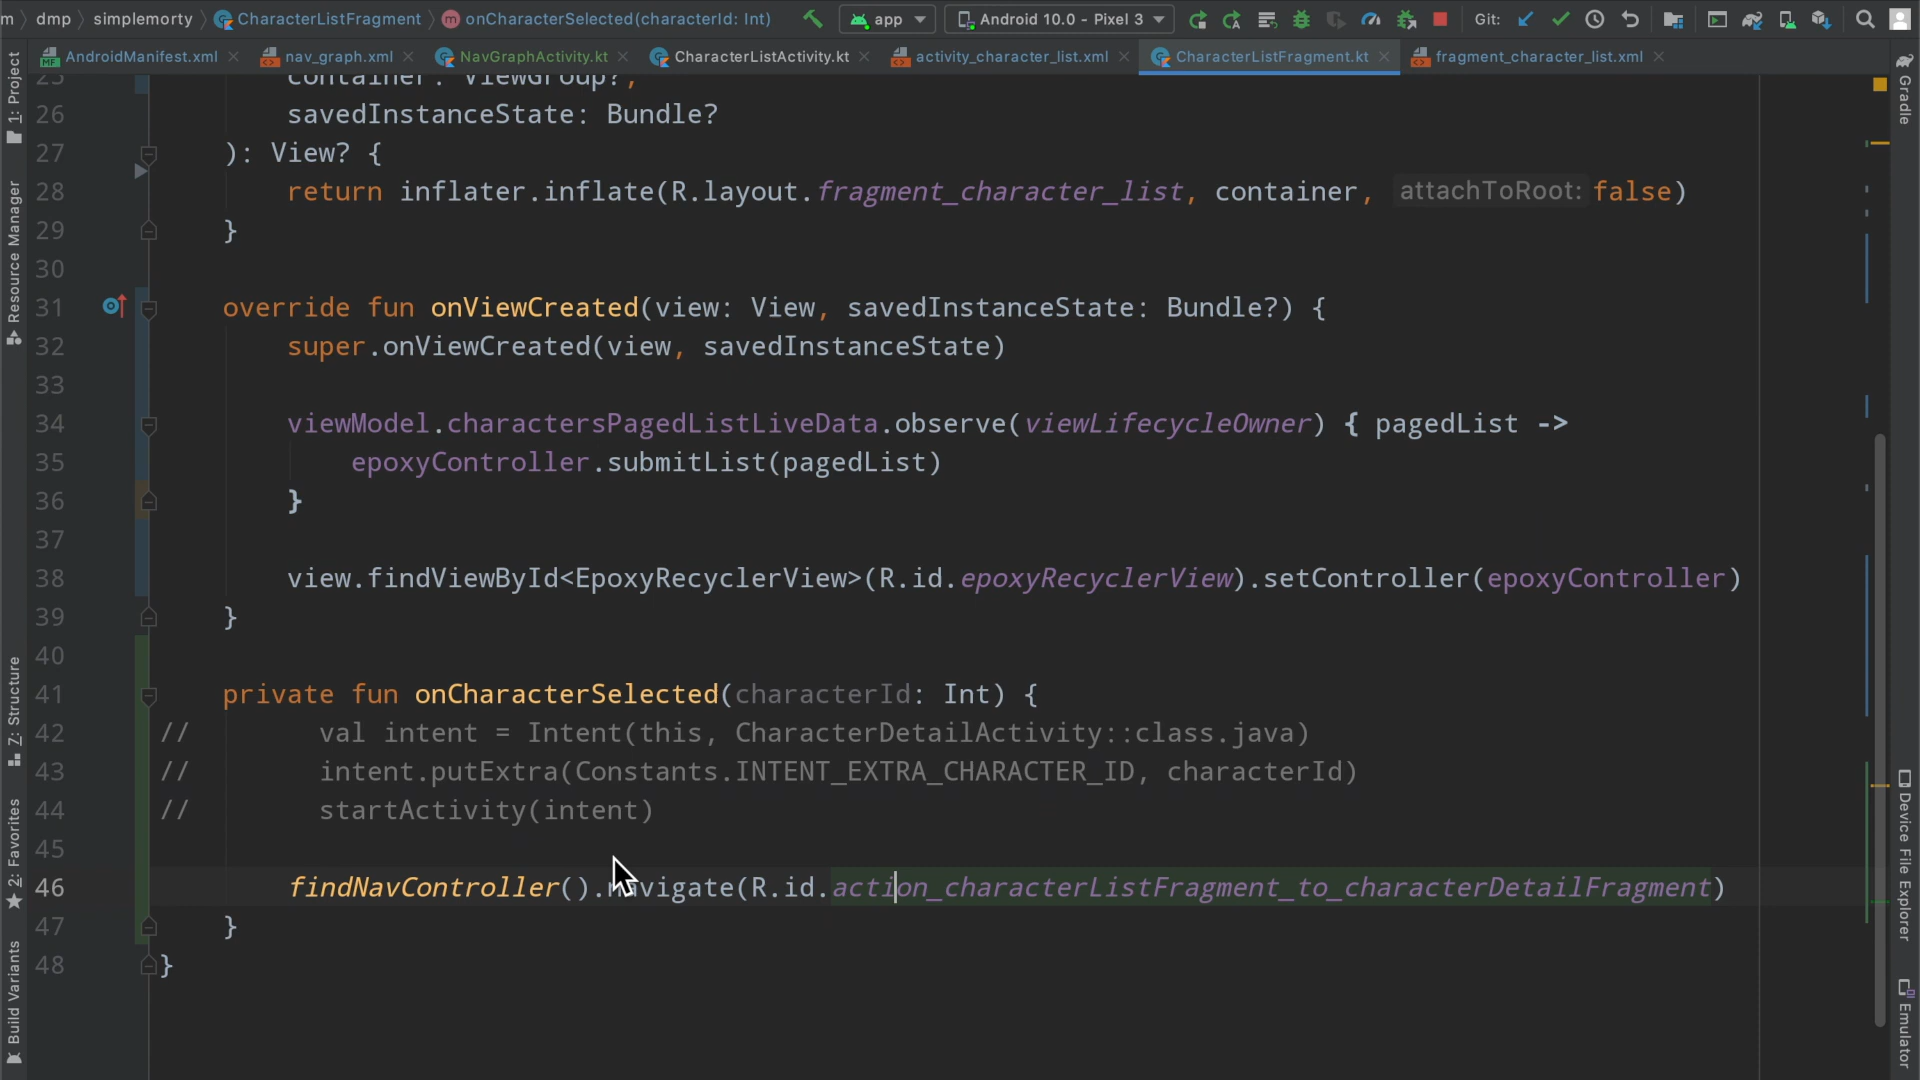 n dmp simplemorty CharacterListFragment onCharacterSelected(characterId: Int) app Android 10.0 - Pixel 3 Git:
AndroidManifest.xml nav_graph.xml NavGraphActivity.kt CharacterListActivity.kt activity_character_list.xml CharacterListFragment.kt fragment_character_list.xml
25 container: ViewGroup?,
26 savedInstanceState: Bundle?
27 ): View? {
28 return inflater.inflate(R.layout.fragment_character_list, container, attachToRoot: false)
29 }
30
31 override fun onViewCreated(view: View, savedInstanceState: Bundle?) {
32 super.onViewCreated(view, savedInstanceState)
33
34 viewModel.charactersPagedListLiveData.observe(viewLifecycleOwner) { pagedList ->
35 epoxyController.submitList(pagedList)
36 }
37
38 view.findViewById<EpoxyRecyclerView>(R.id.epoxyRecyclerView).setController(epoxyController)
39 }
40
41 private fun onCharacterSelected(characterId: Int) {
42 // val intent = Intent(this, CharacterDetailActivity::class.java)
43 // intent.putExtra(Constants.INTENT_EXTRA_CHARACTER_ID, characterId)
44 // startActivity(intent)
45
46 findNavController().navigate(R.id.action_characterListFragment_to_characterDetailFragment)
47 }
48 }
1: Project
Resource Manager
Z: Structure
2: Favorites
Build Variants
Gradle
Device File Explorer
Emulator